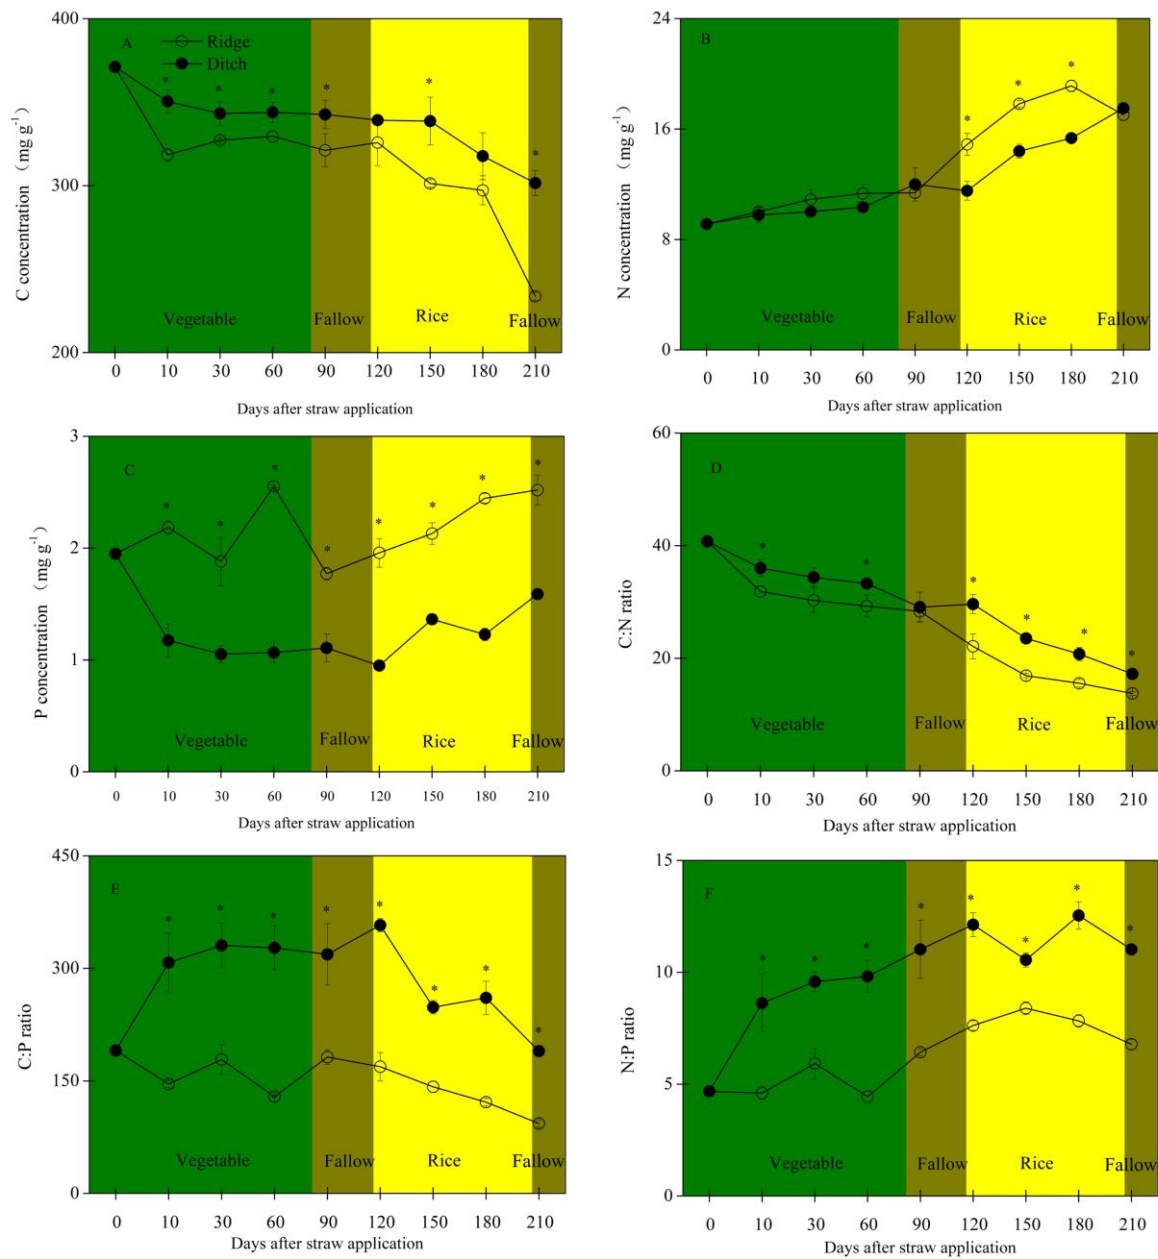 400
300
200
C concentration （mg g⁻¹）
A
Ridge
Ditch
* * * * * *
Vegetable Fallow Rice Fallow
0 10 30 60 90 120 150 180 210
Days after straw application
24
16
8
0
N concentration （mg g⁻¹）
B
* * *
Vegetable Fallow Rice Fallow
0 10 30 60 90 120 150 180 210
Days after straw application
3
2
1
0
P concentration （mg g⁻¹）
C
* * * * * * * *
Vegetable Fallow Rice Fallow
0 10 30 60 90 120 150 180 210
Days after straw application
60
40
20
0
C:N ratio
D
* * * * * *
Vegetable Fallow Rice Fallow
0 10 30 60 90 120 150 180 210
Days after straw application
450
300
150
0
C:P ratio
E
* * * * * * * *
Vegetable Fallow Rice Fallow
0 10 30 60 90 120 150 180 210
Days after straw application
15
10
5
0
N:P ratio
F
* * * * * * * *
Vegetable Fallow Rice Fallow
0 10 30 60 90 120 150 180 210
Days after straw application